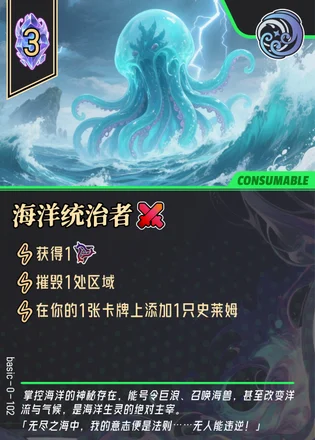 3
CONSUMABLE
海洋统治者
获得1
摧毁1处区域
在你的1张卡牌上添加1只史莱姆
basic-0-102
掌控海洋的神秘存在，能号令巨浪、召唤海兽，甚至改变洋
流与气候，是海洋生灵的绝对主宰。
「无尽之海中，我的意志便是法则……无人能违逆！」